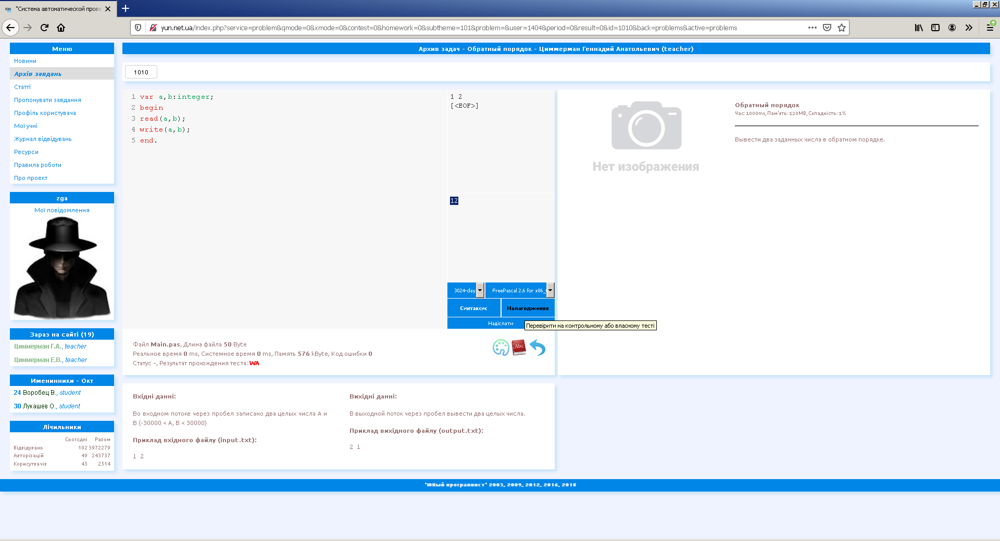 "Система автоматической прове
yun.net.ua/index.php?service=problem&qmode=0&xmode=0&contest=0&homework=0&subtheme=101&problem=&user=1404&period=0&result=0&id=1010&back=problems&active=problems
Меню
Новини
Архів завдань
Статті
Пропонувати завдання
Профіль користувача
Мої учні
Журнал відвідувань
Ресурси
Правила роботи
Про проект
zga
Мої повідомлення
Зараз на сайті (19)
Циммерман Г.А., teacher
Циммерман Е.В., teacher
Именинники - Окт
24 Воробец В., student
30 Лукашев О., student
Лічильники
Сьогодні Разом
Відвідувань 102 3972279
Авторізацій 49 243737
Користувачів 45 2514
Архив задач - Обратный порядок - Циммерман Геннадий Анатольевич (teacher)
1010
1 var a,b:integer;
2 begin
3 read(a,b);
4 write(a,b);
5 end.
1 2
[<EOF>]
12
3024-day
FreePascal 2.6 for x86_
Синтаксис
Налагодження
Надіслати
Перевірити на контрольному або власному тесті
Файл Main.pas, Длина файла 50 Byte
Реальное время 0 ms, Системное время 0 ms, Память 576 kByte, Код ошибки 0
Статус -, Результат прохождения теста: WA
Abc
Нет изображения
Обратный порядок
Час: 1000ms, Пам'ять: 128MB, Складність: 1%
Вывести два заданных числа в обратном порядке.
Вхідні данні:
Во входном потоке через пробел записано два целых числа A и
B (-30000 < A, B < 30000)
Приклад вхідного файлу (input.txt):
1 2
Вихідні данні:
В выходной поток через пробел вывести два целых числа.
Приклад вихідного файлу (output.txt):
2 1
"Юный программист" 2003, 2009, 2012, 2016, 2018